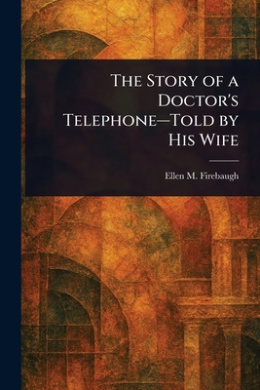 The Story of a
Doctor's
Telephone—Told by
His Wife
Ellen M. Firebaugh